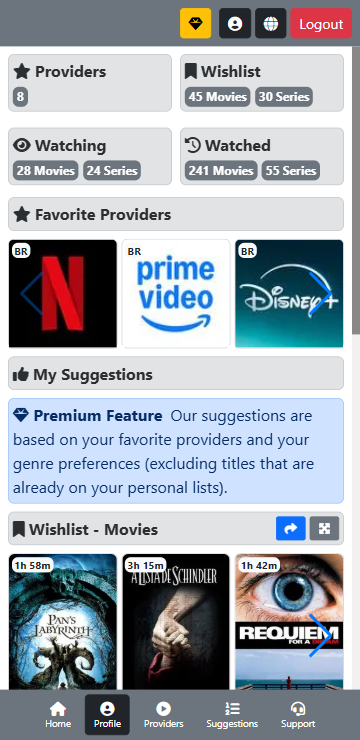 Logout
Providers
8
Wishlist
45 Movies 30 Series
Watching
28 Movies 24 Series
Watched
241 Movies 55 Series
Favorite Providers
BR
BR
prime
video
BR
Disney+
My Suggestions
Premium Feature Our suggestions are
based on your favorite providers and your
genre preferences (excluding titles that are
already on your personal lists).
Wishlist - Movies
1h 58m
PAN'S
LABYRINTH
3h 15m
A LISTA DE SCHINDLER
1h 42m
REQUIEM
FOR A DREAM
Home
Profile
Providers
Suggestions
Support